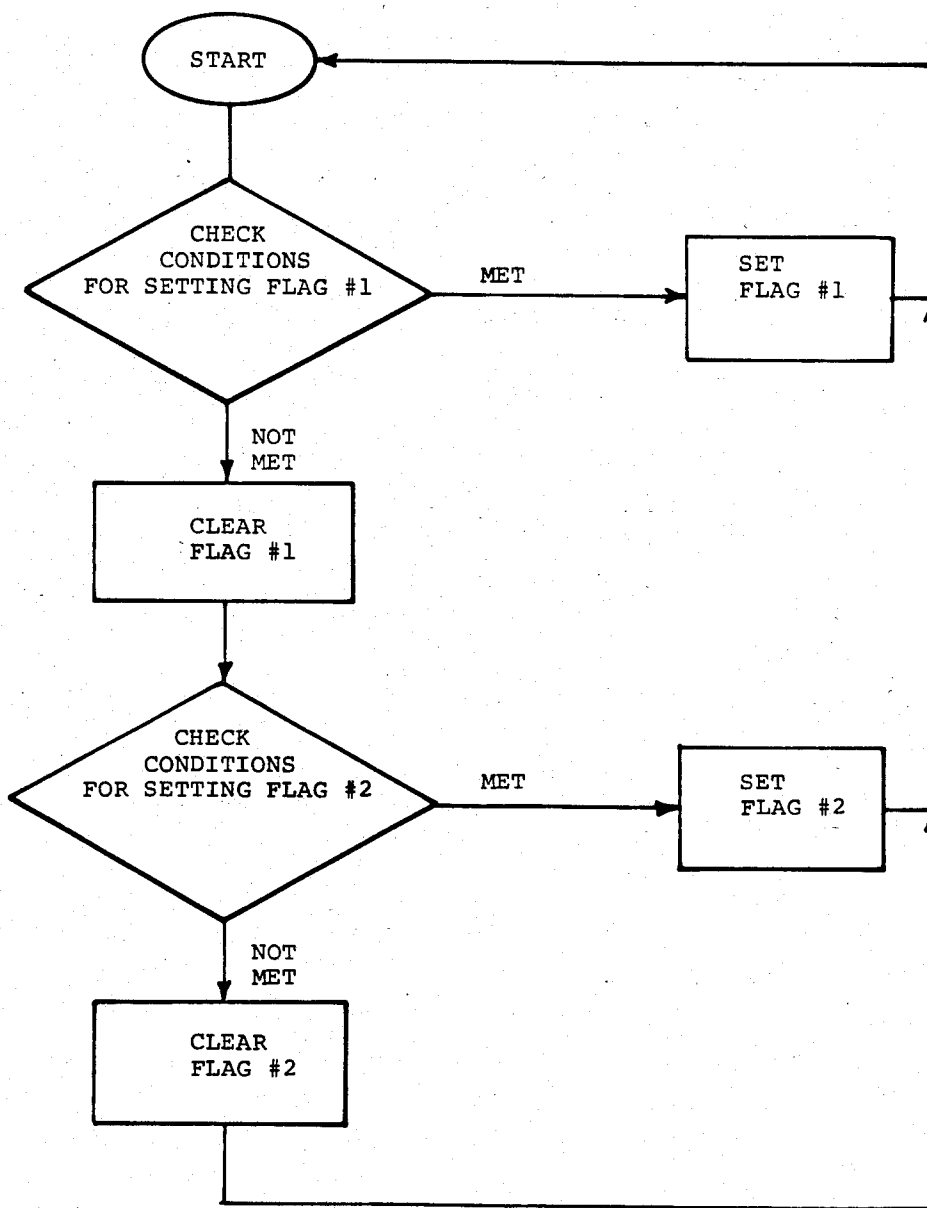 START
CHECK
CONDITIONS
FOR SETTING FLAG #1
MET
SET
FLAG #1
NOT
MET
CLEAR
FLAG #1
CHECK
CONDITIONS
FOR SETTING FLAG #2
MET
SET
FLAG #2
NOT
MET
CLEAR
FLAG #2